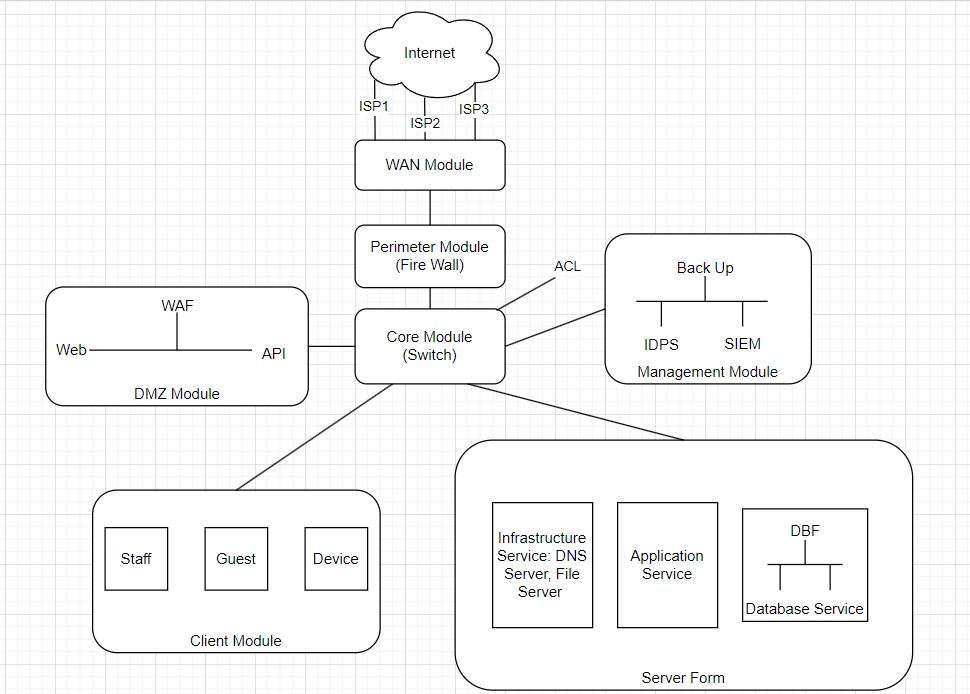 Internet
ISP1
ISP2
ISP3
WAN Module
Perimeter Module
(Fire Wall)
ACL
Core Module
(Switch)
Back Up
IDPS
SIEM
Management Module
WAF
Web
API
DMZ Module
Staff
Guest
Device
Client Module
Infrastructure
Service: DNS
Server, File
Server
Application
Service
DBF
Database Service
Server Form